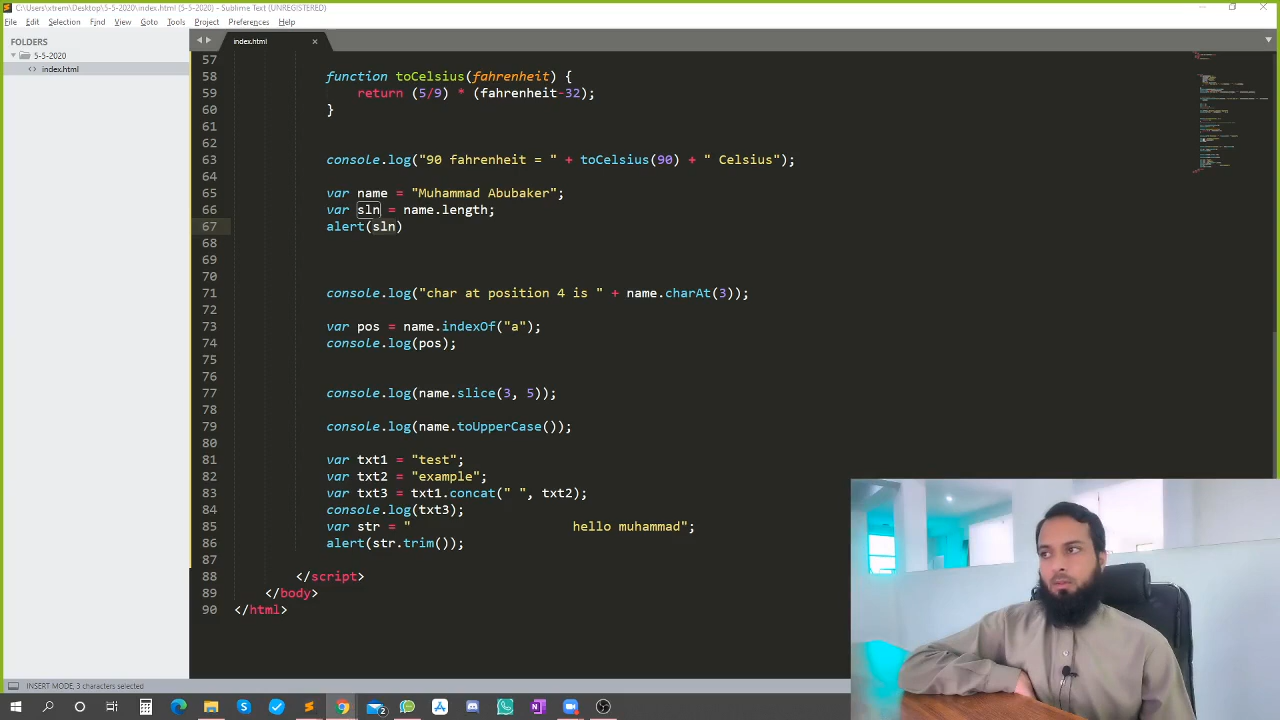 C:\Users\xtrem\Desktop\5-5-2020\index.html (5-5-2020) - Sublime Text (UNREGISTERED)
File Edit Selection Find View Goto Tools Project Preferences Help
FOLDERS
5-5-2020
index.html
index.html
57
58 function toCelsius(fahrenheit) {
59 return (5/9) * (fahrenheit-32);
60 }
61
62
63 console.log("90 fahrenheit = " + toCelsius(90) + " Celsius");
64
65 var name = "Muhammad Abubaker";
66 var sln = name.length;
67 alert(sln)
68
69
70
71 console.log("char at position 4 is " + name.charAt(3));
72
73 var pos = name.indexOf("a");
74 console.log(pos);
75
76
77 console.log(name.slice(3, 5));
78
79 console.log(name.toUpperCase());
80
81 var txt1 = "test";
82 var txt2 = "example";
83 var txt3 = txt1.concat(" ", txt2);
84 console.log(txt3);
85 var str = "                     hello muhammad";
86 alert(str.trim());
87
88 </script>
89 </body>
90 </html>
INSERT MODE, 3 characters selected